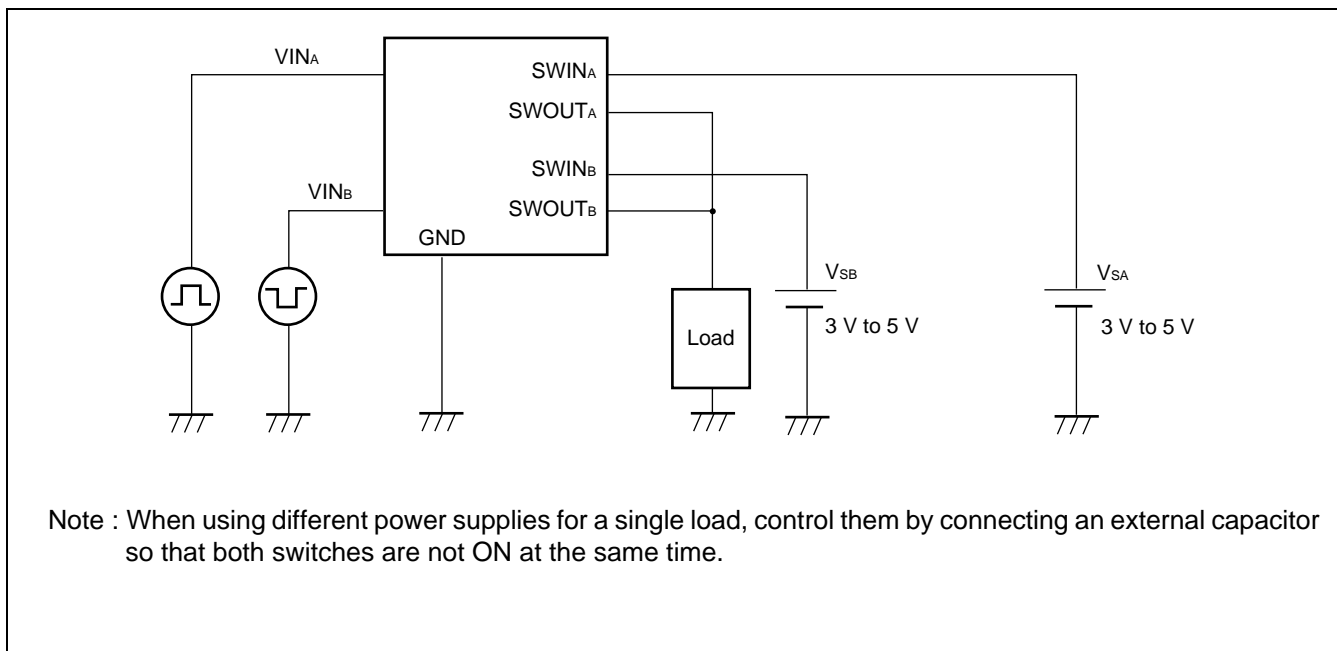 VINA
SWINA
SWOUTA
SWINB
VINB
SWOUTB
GND
VSB
VSA
3 V to 5 V
3 V to 5 V
Load
Note : When using different power supplies for a single load, control them by connecting an external capacitor
so that both switches are not ON at the same time.